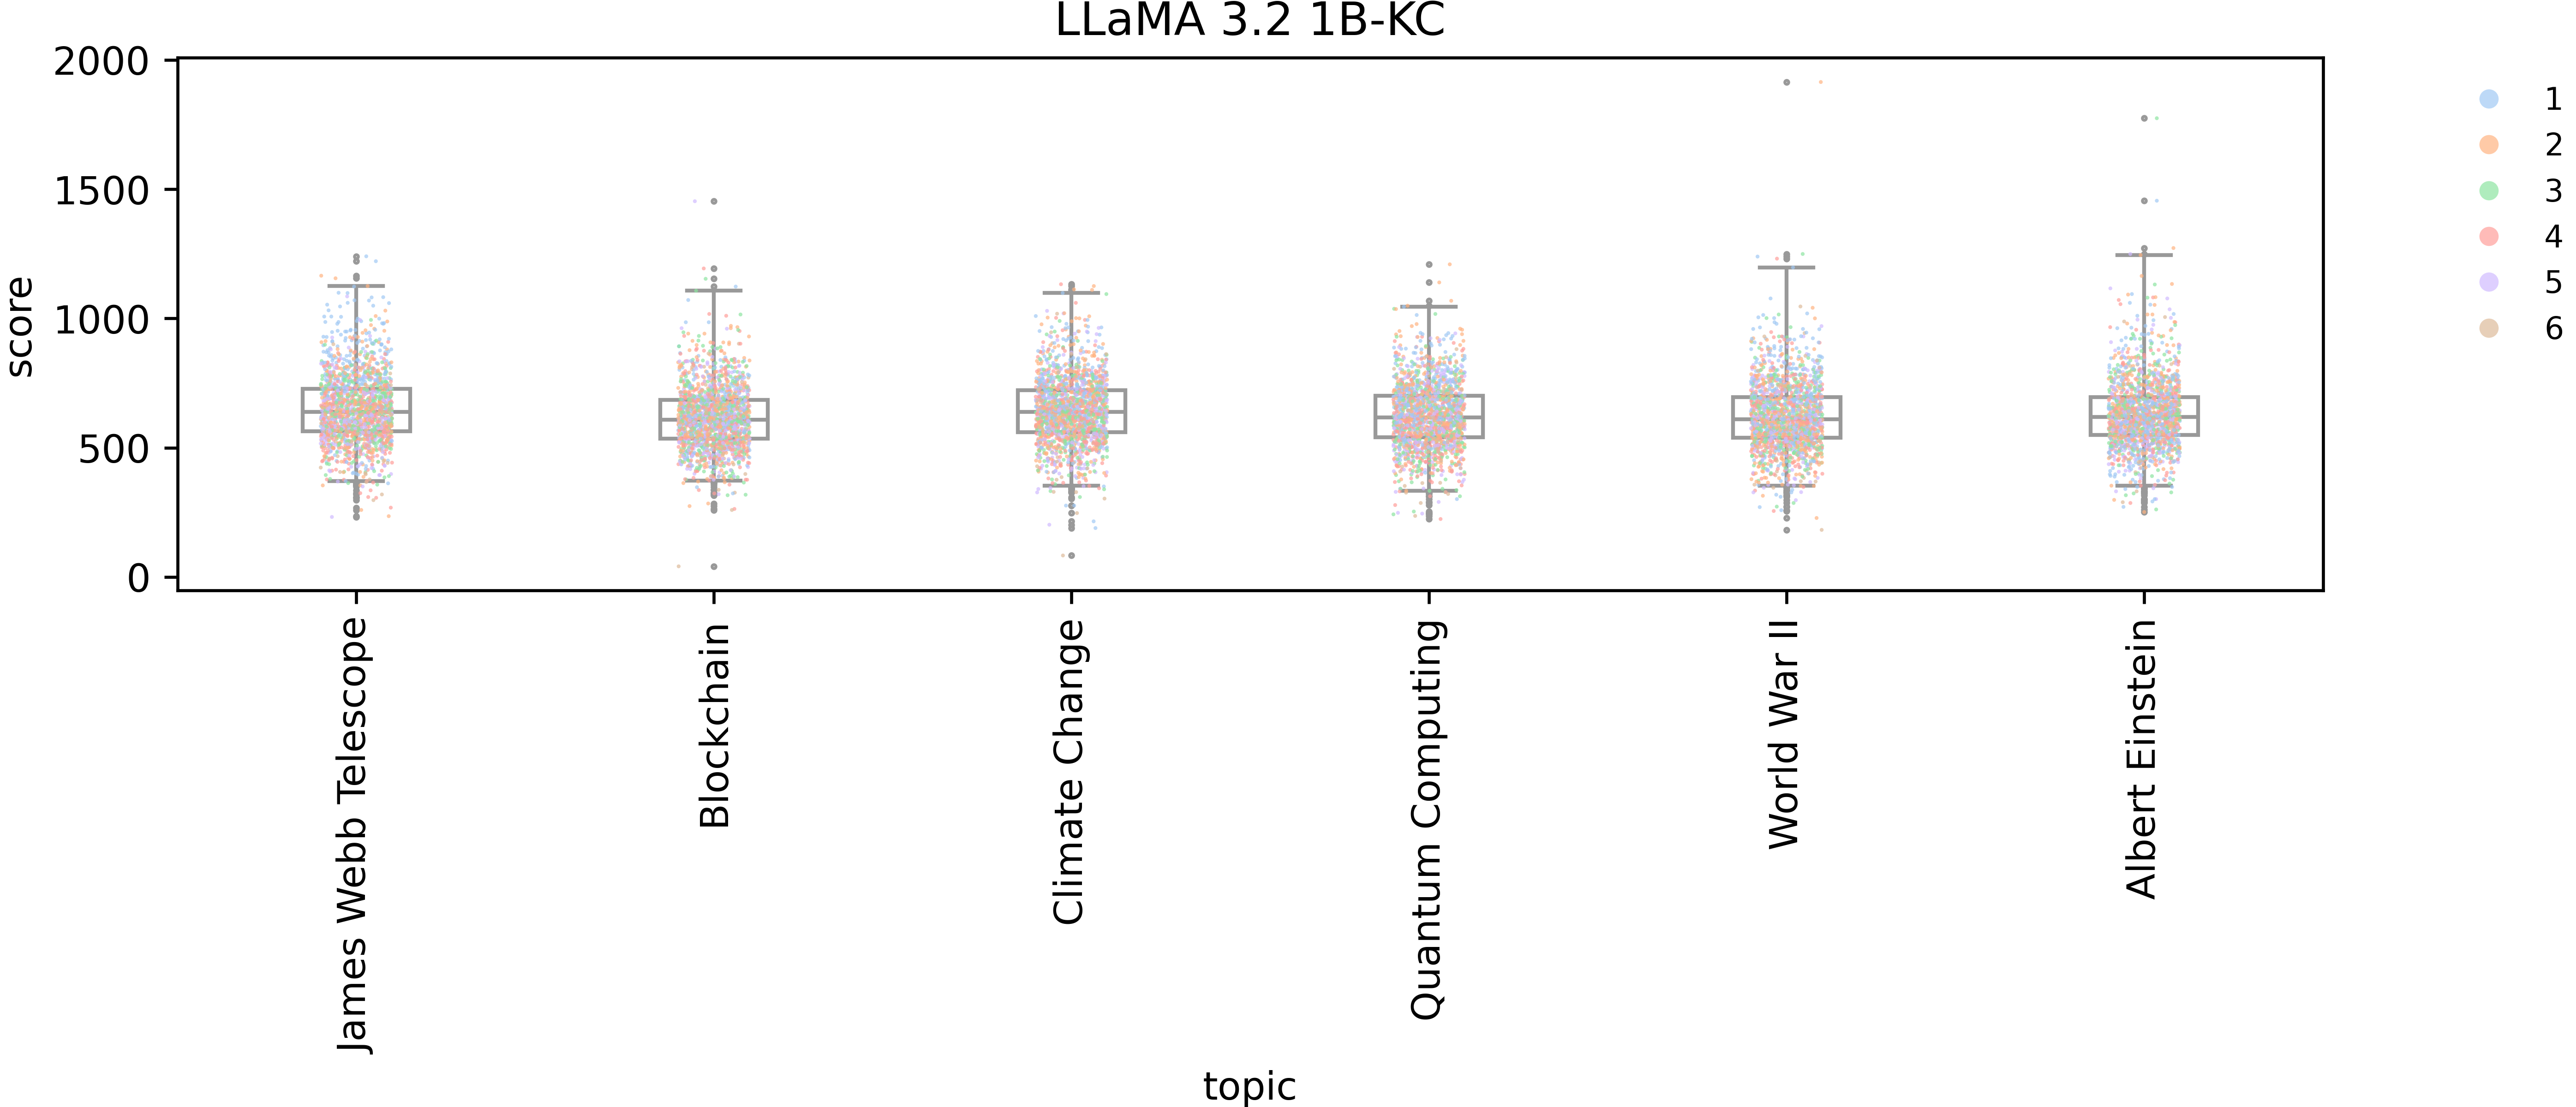 LLaMA 3.2 1B-KC
2000
1500
1000
500
0
score
1
2
3
4
5
6
James Webb Telescope
Blockchain
Climate Change
Quantum Computing
World War II
Albert Einstein
topic